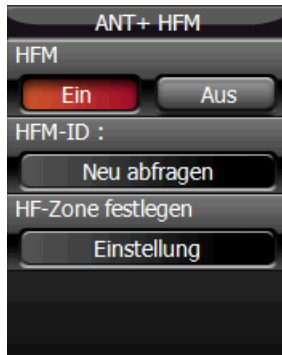 ANT+ HFM
HFM
Ein Aus
HFM-ID :
Neu abfragen
HF-Zone festlegen
Einstellung